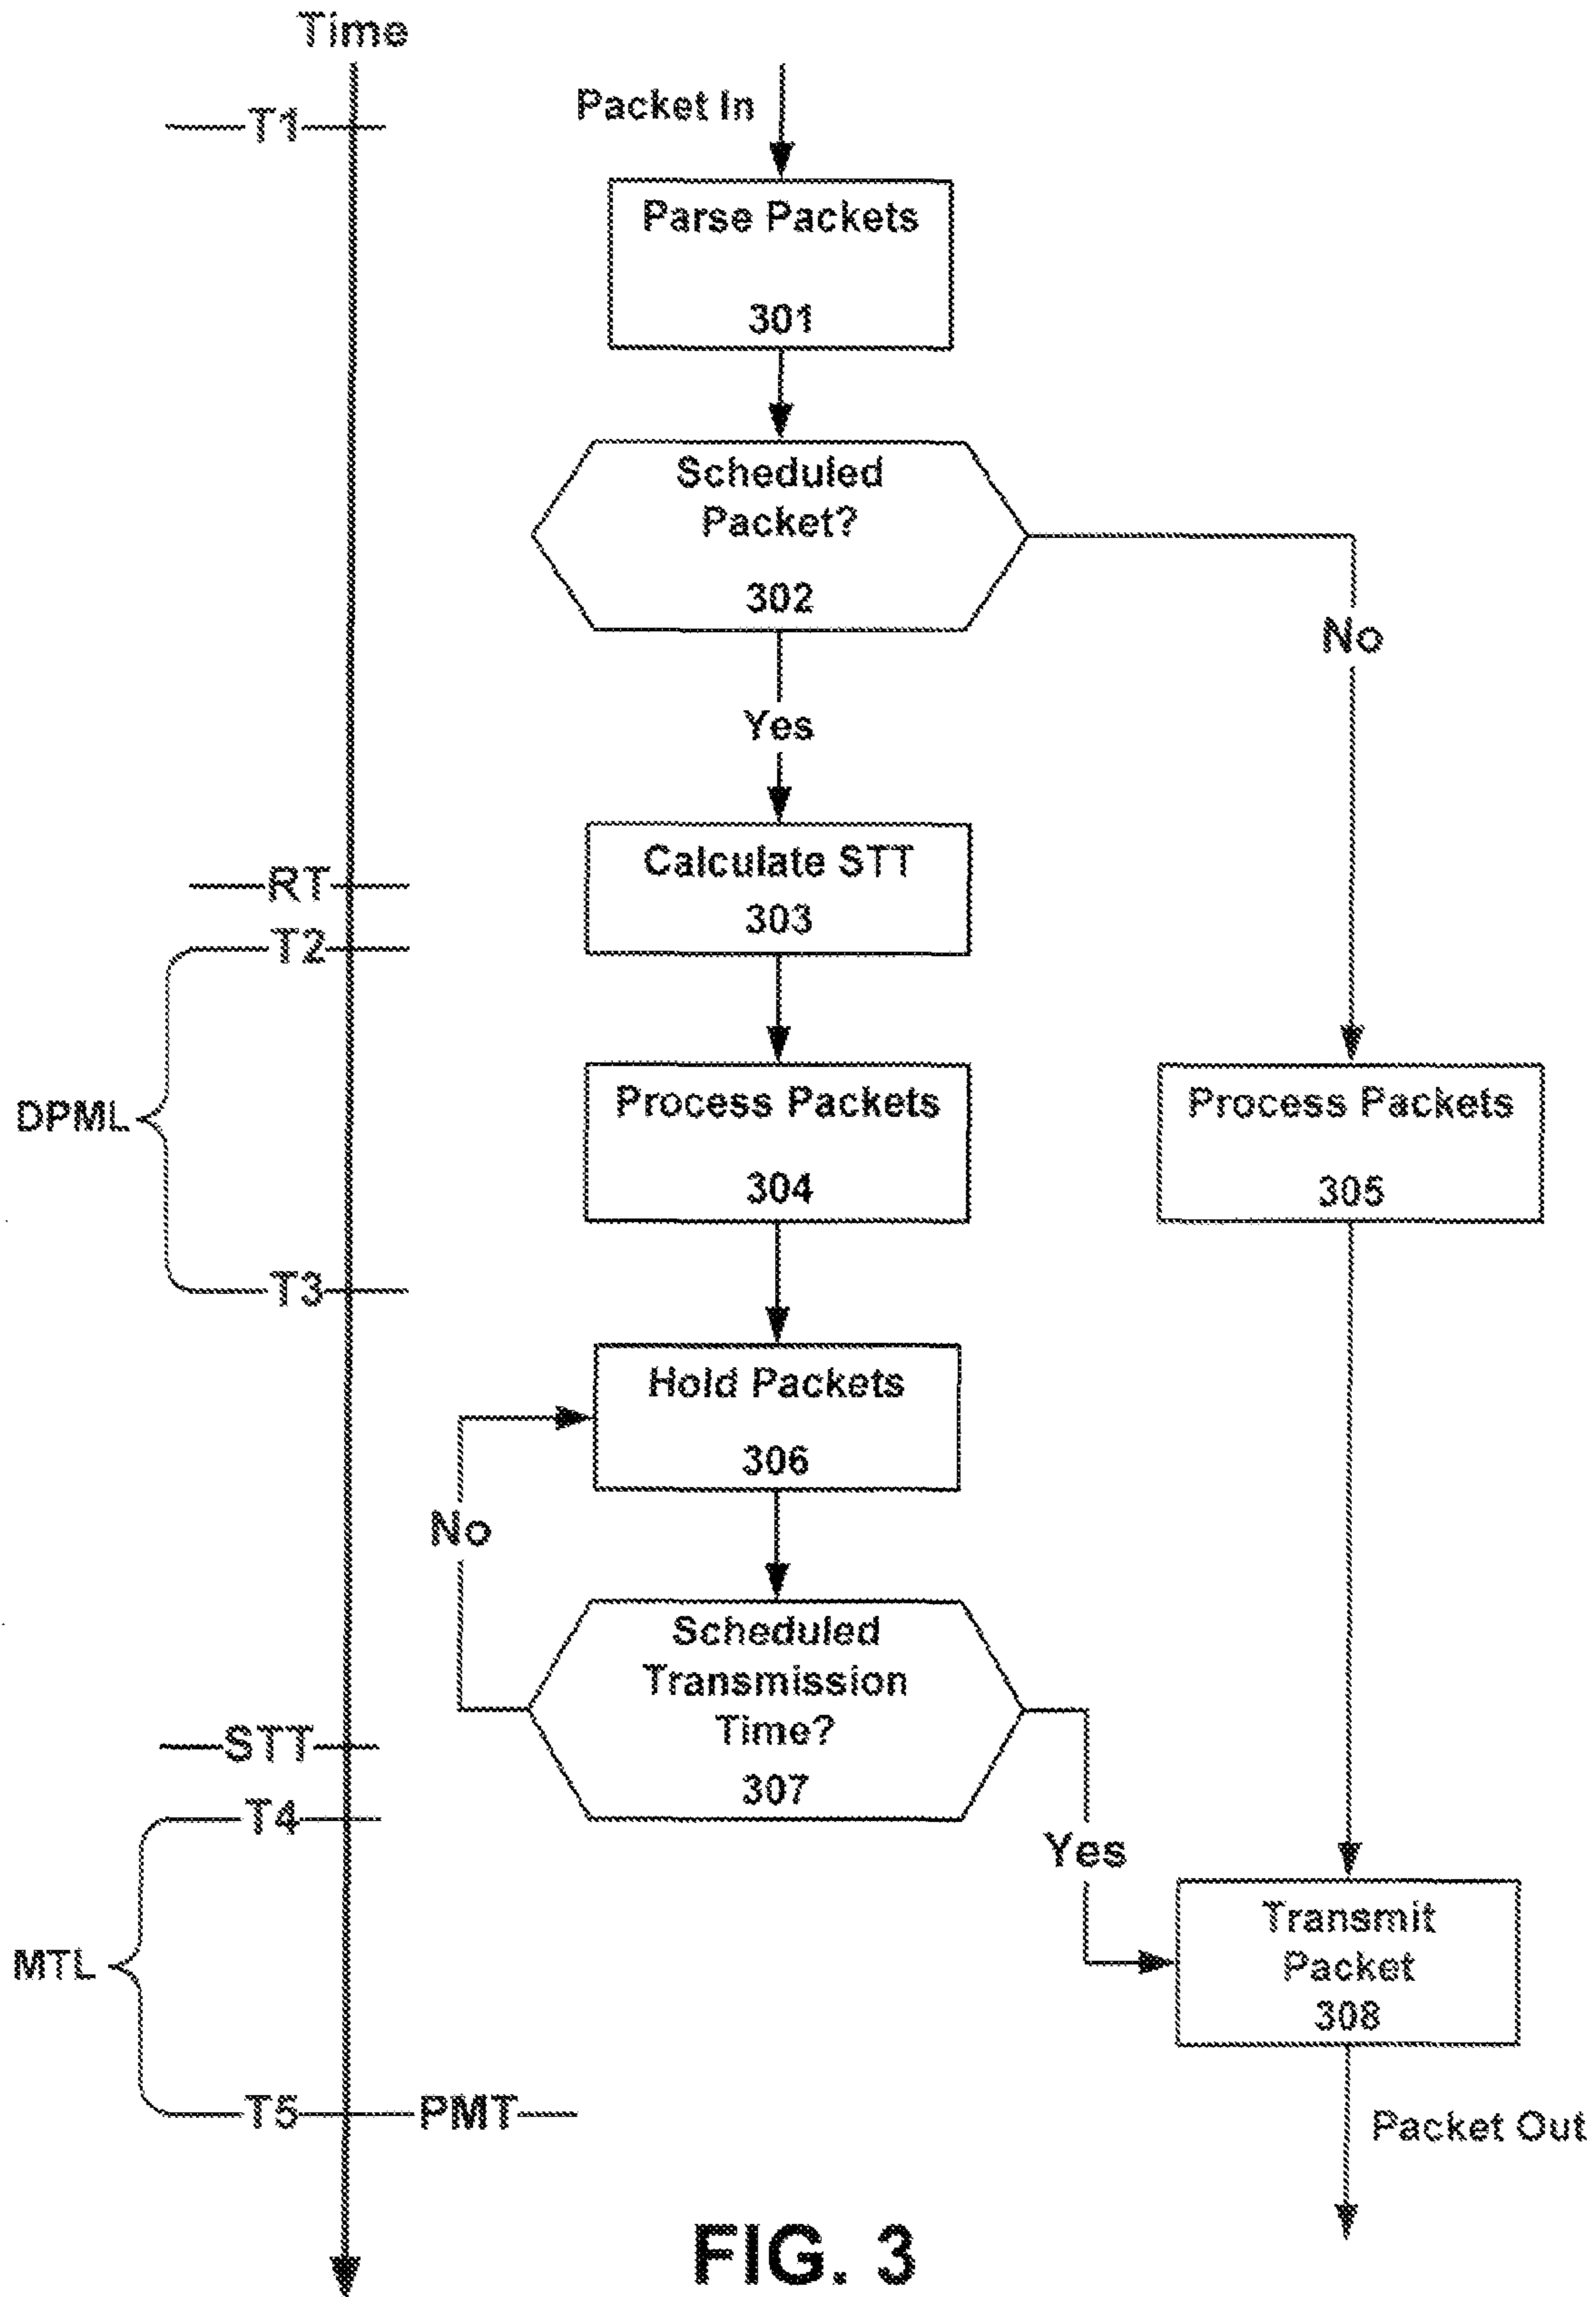 Time
T1
Packet In
Parse Packets
301
Scheduled
Packet?
302
No
Yes
Calculate STT
303
RT
T2
DPML
T3
Process Packets
304
Process Packets
305
Hold Packets
306
No
Scheduled
Transmission
Time?
307
STT
T4
Yes
MTL
Transmit
Packet
308
T5
PMT
Packet Out
FIG. 3